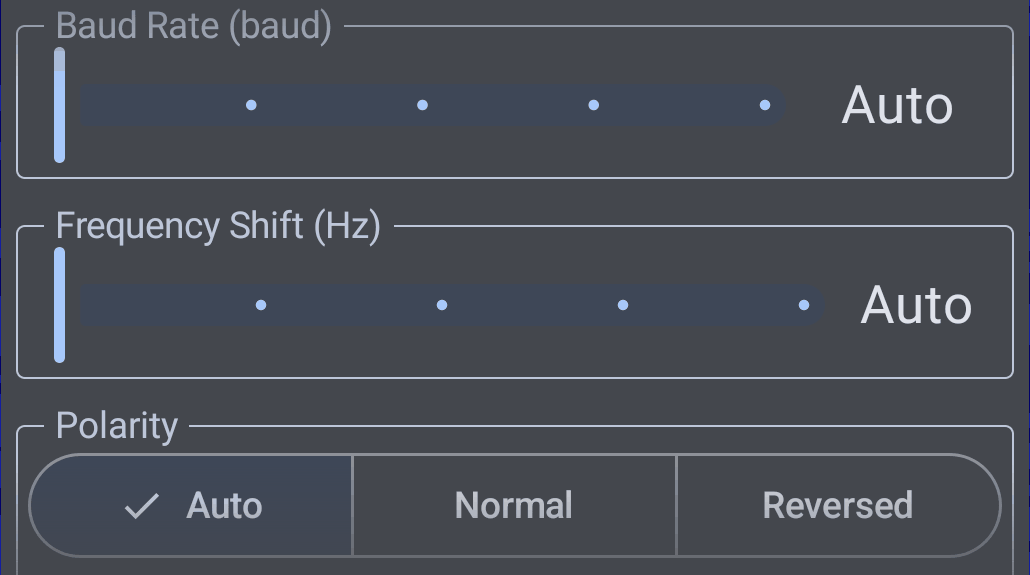 Baud Rate (baud)
Auto
Frequency Shift (Hz)
Auto
Polarity
Auto Normal Reversed